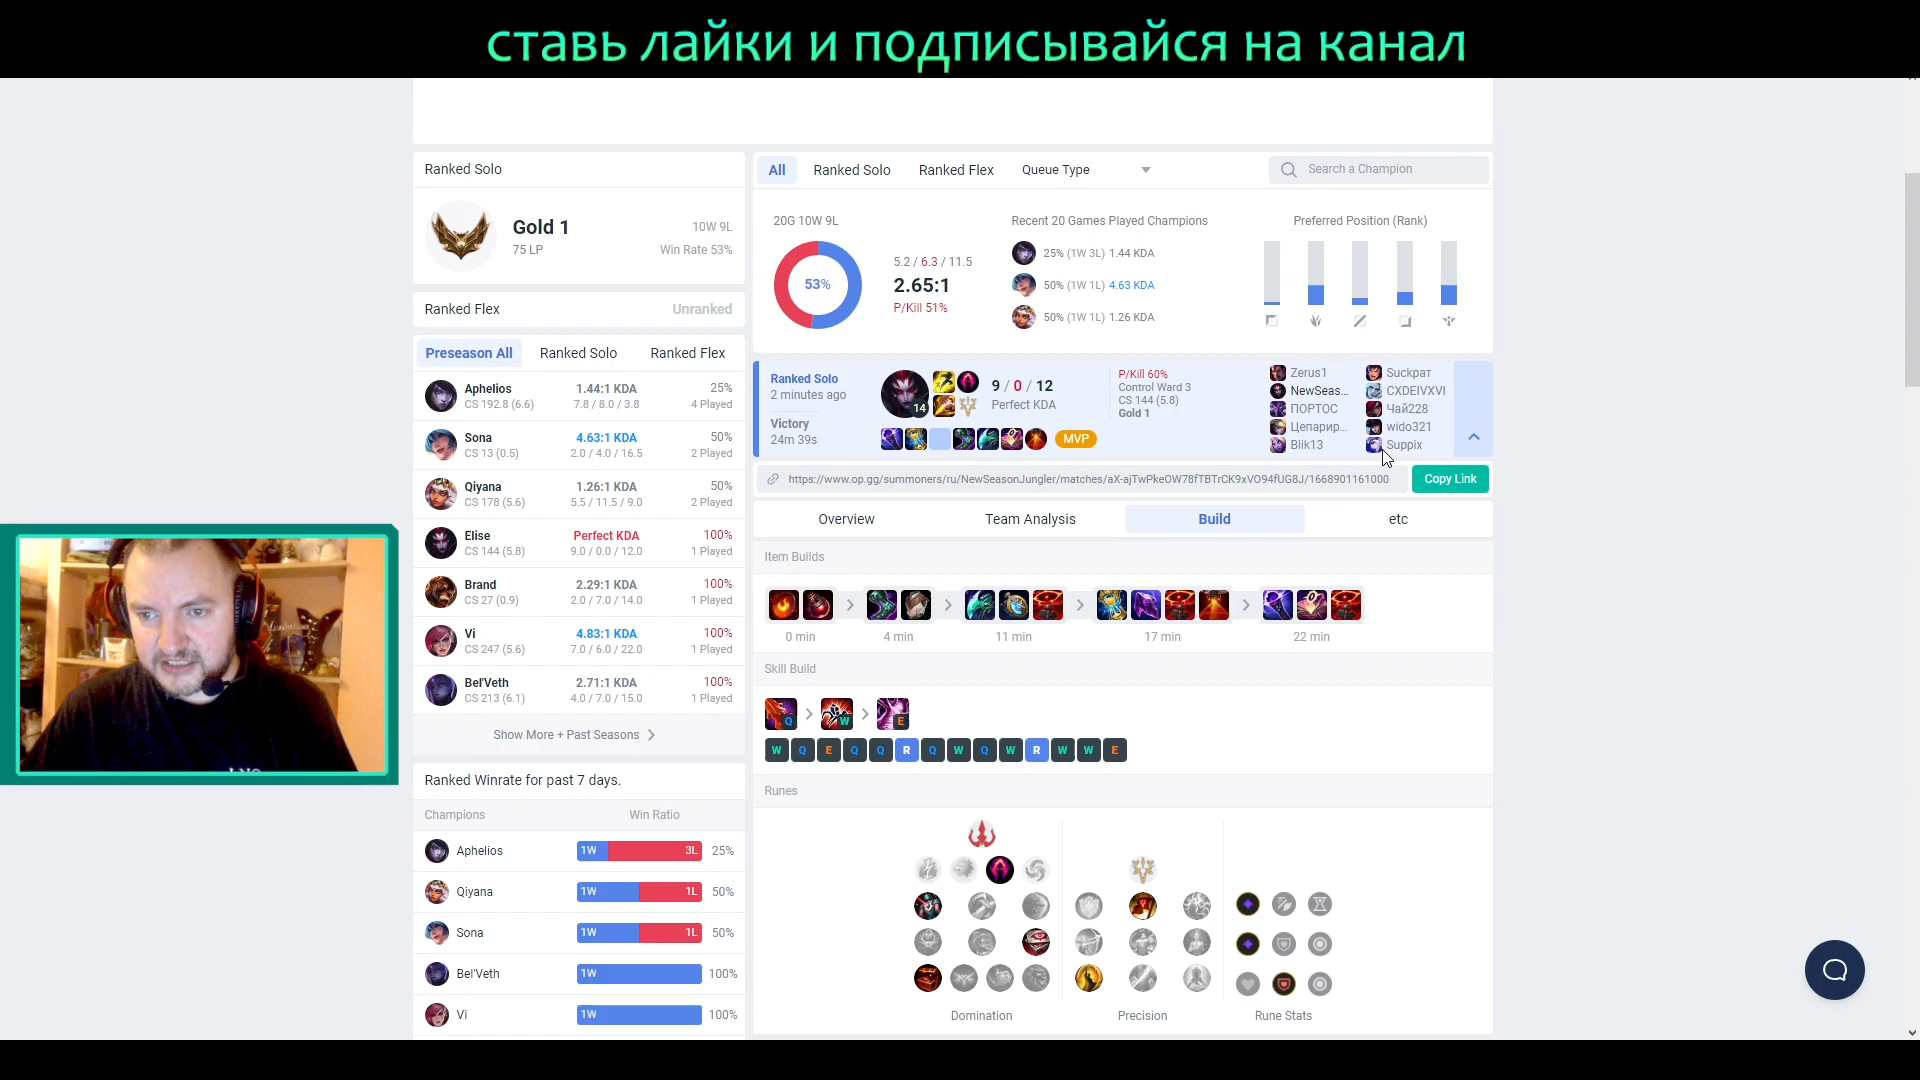 ставь лайки и подписывайся на канал
Ranked Solo
Gold 1
75 LP
10W 9L
Win Rate 53%
Ranked Flex
Unranked
Preseason All
Ranked Solo
Ranked Flex
Aphelios
CS 192.8 (6.6)
1.44:1 KDA
7.8 / 8.0 / 3.8
25%
4 Played
Sona
CS 13 (0.5)
4.63:1 KDA
2.0 / 4.0 / 16.5
50%
2 Played
Qiyana
CS 178 (5.6)
1.26:1 KDA
5.5 / 11.5 / 9.0
50%
2 Played
Elise
CS 144 (5.8)
Perfect KDA
9.0 / 0.0 / 12.0
100%
1 Played
Brand
CS 27 (0.9)
2.29:1 KDA
2.0 / 7.0 / 14.0
100%
1 Played
Vi
CS 247 (5.6)
4.83:1 KDA
7.0 / 6.0 / 22.0
100%
1 Played
Bel'Veth
CS 213 (6.1)
2.71:1 KDA
4.0 / 7.0 / 15.0
100%
1 Played
Show More + Past Seasons
Ranked Winrate for past 7 days.
Champions
Win Ratio
Aphelios
1W
3L
25%
Qiyana
1W
1L
50%
Sona
1W
1L
50%
Bel'Veth
1W
100%
Vi
1W
100%
All
Ranked Solo
Ranked Flex
Queue Type
Search a Champion
20G 10W 9L
53%
5.2 / 6.3 / 11.5
2.65:1
P/Kill 51%
Recent 20 Games Played Champions
25% (1W 3L) 1.44 KDA
50% (1W 1L) 4.63 KDA
50% (1W 1L) 1.26 KDA
Preferred Position (Rank)
Ranked Solo
2 minutes ago
Victory
24m 39s
14
9 / 0 / 12
Perfect KDA
MVP
P/Kill 60%
Control Ward 3
CS 144 (5.8)
Gold 1
Zerus1
NewSeas...
ПОРТОС
Цепарир...
Blik13
Suckpат
CXDEIVXVI
Чай228
wido321
Suppix
https://www.op.gg/summoners/ru/NewSeasonJungler/matches/aX-ajTwPkeOW78fTBTrCK9xVO94fUG8J/1668901161000
Copy Link
Overview
Team Analysis
Build
etc
Item Builds
0 min
4 min
11 min
17 min
22 min
Skill Build
Q
W
E
W Q E Q Q R Q W Q W R W W E
Runes
Domination
Precision
Rune Stats